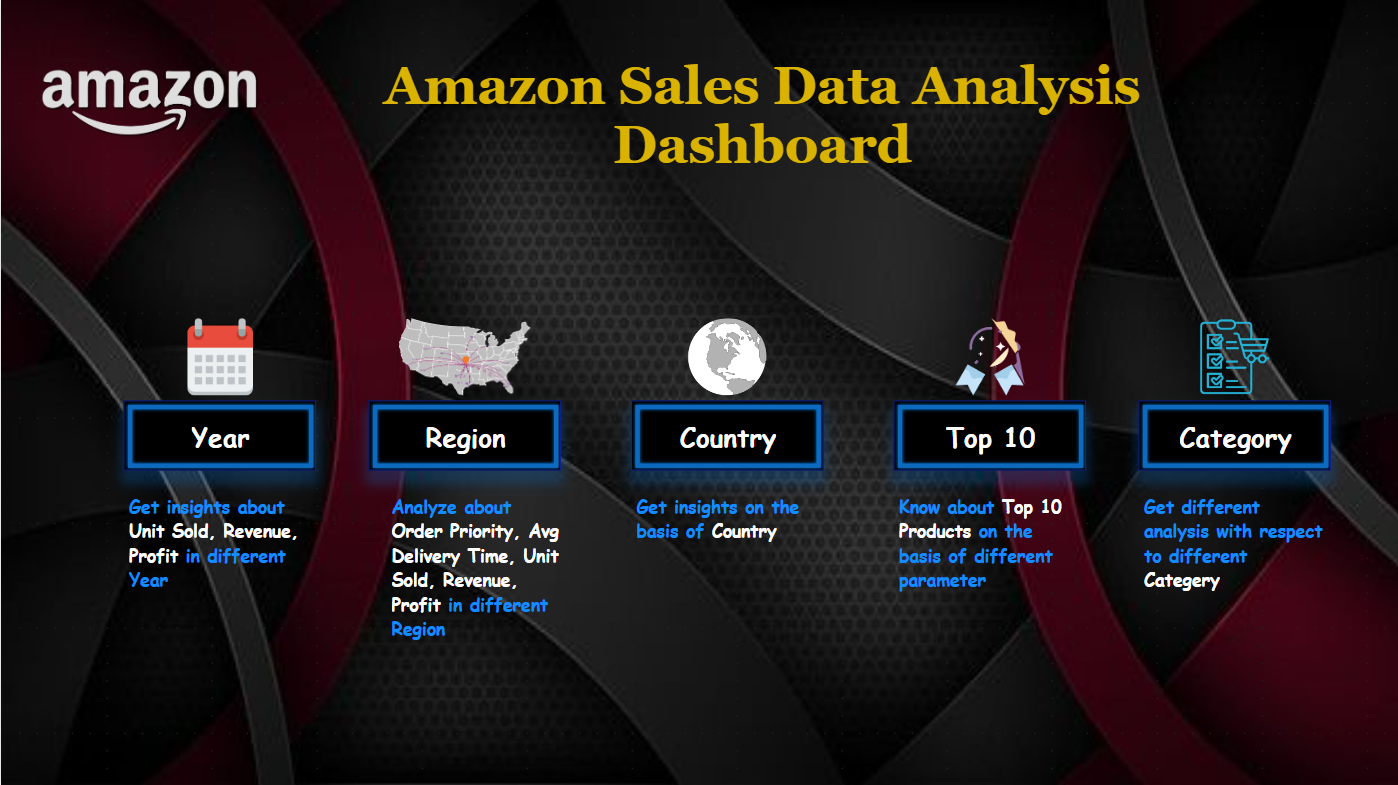 amazon
Amazon Sales Data Analysis
Dashboard
Year
Get insights about
Unit Sold, Revenue,
Profit in different
Year
Region
Analyze about
Order Priority, Avg
Delivery Time, Unit
Sold, Revenue,
Profit in different
Region
Country
Get insights on the
basis of Country
Top 10
Know about Top 10
Products on the
basis of different
parameter
Category
Get different
analysis with respect
to different
Categery